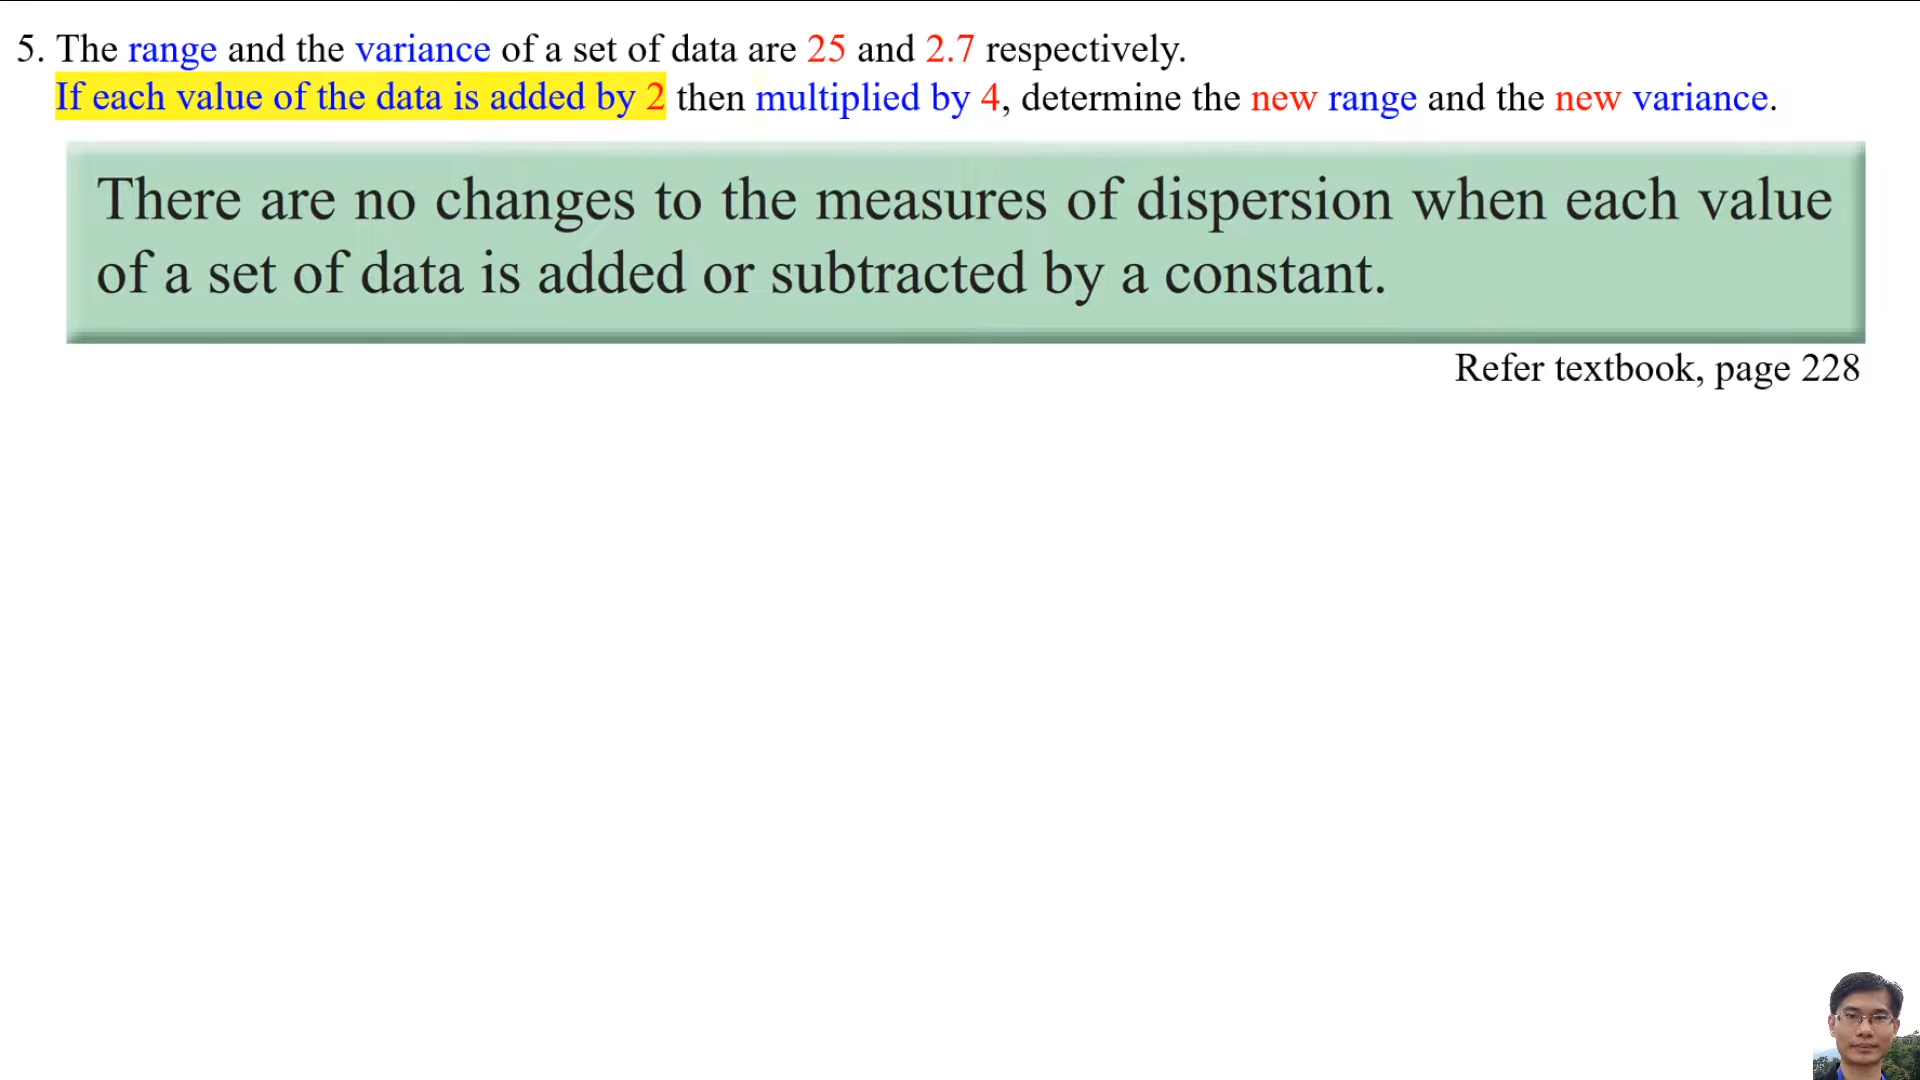 5. The range and the variance of a set of data are 25 and 2.7 respectively.
If each value of the data is added by 2 then multiplied by 4, determine the new range and the new variance.
There are no changes to the measures of dispersion when each value
of a set of data is added or subtracted by a constant.
Refer textbook, page 228